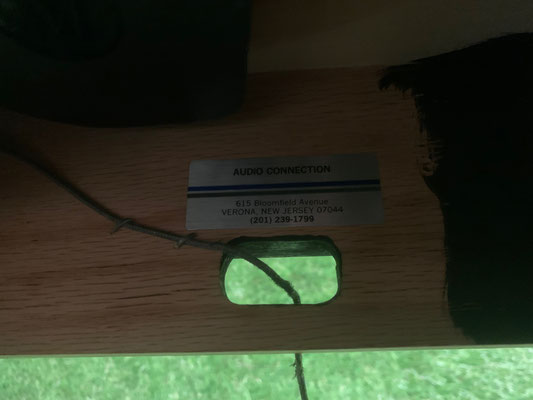 AUDIO CONNECTION
615 Bloomfield Avenue
VERONA, NEW JERSEY 07044
(201) 239-1799